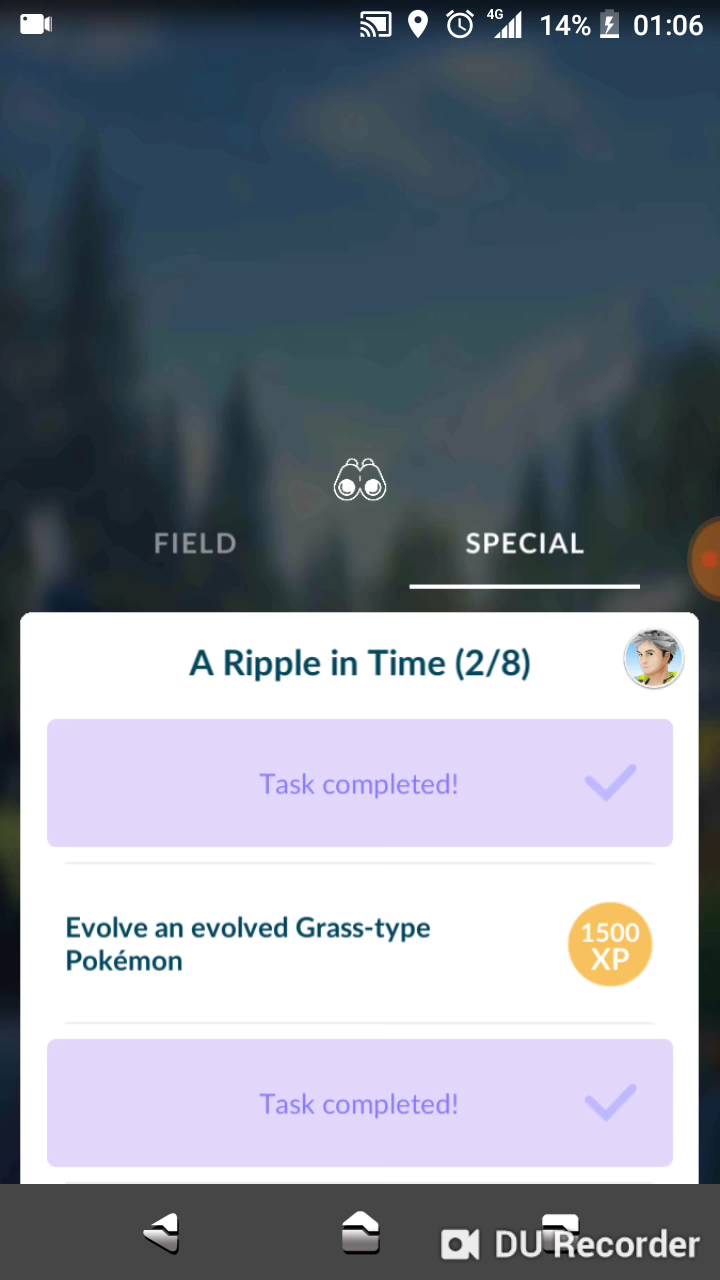 4G 14% 01:06
FIELD SPECIAL
A Ripple in Time (2/8)
Task completed!
Evolve an evolved Grass-type
Pokémon
1500
XP
Task completed!
DU Recorder